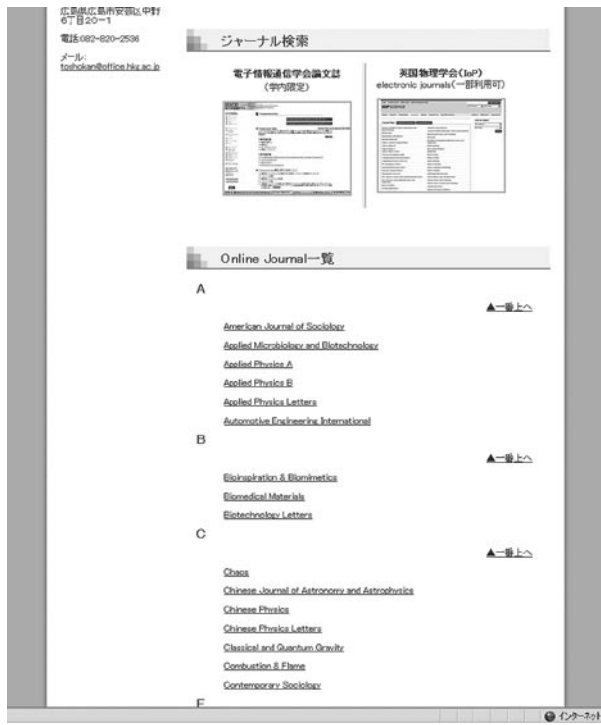 広島県広島市安芸区中野
6丁目20-1
電話:082-820-2536
メール:
toshokan@office.hkg.ac.jp
ジャーナル検索
電子情報通信学会論文誌
(学内限定)
英国物理学会(IoP)
electronic journals(一部利用可)
Online Journal一覧
A
▲一番上へ
American Journal of Sociology
Applied Microbiology and Biotechnology
Applied Physics A
Applied Physics B
Applied Physics Letters
Automotive Engineering International
B
▲一番上へ
Bioinspiration & Biomimetics
Biomedical Materials
Biotechnology Letters
C
▲一番上へ
Chaos
Chinese Journal of Astronomy and Astrophysics
Chinese Physics
Chinese Physics Letters
Classical and Quantum Gravity
Combustion & Flame
Contemporary Sociology
インターネット